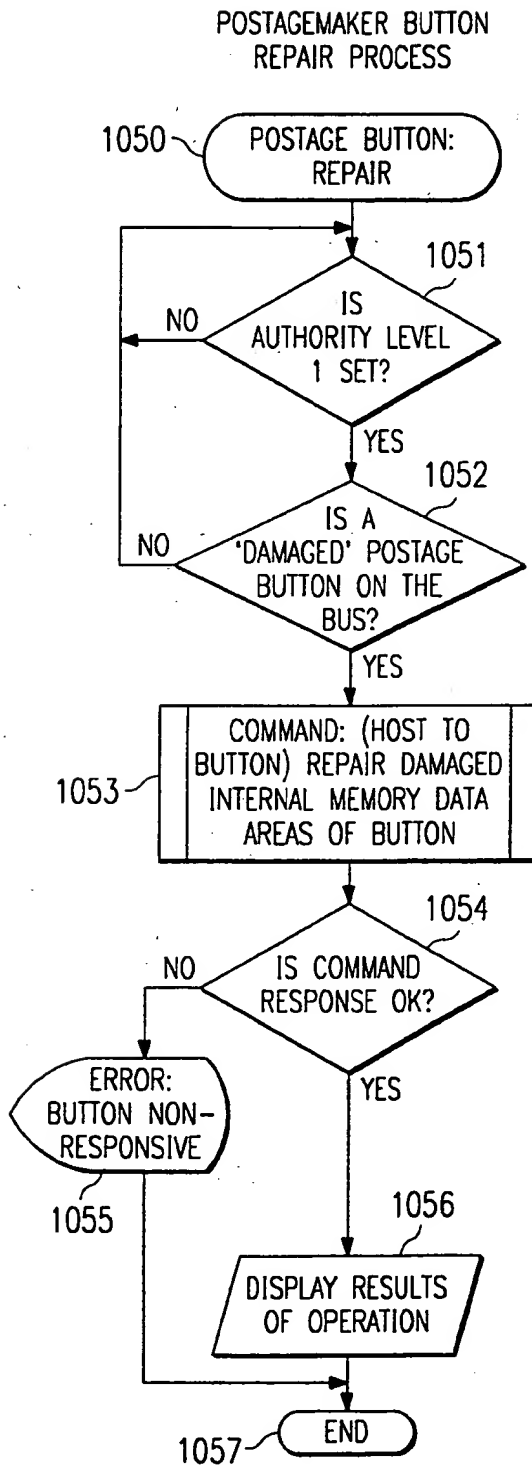 POSTAGEMAKER BUTTON
REPAIR PROCESS
1050
POSTAGE BUTTON:
REPAIR
1051
IS
AUTHORITY LEVEL
1 SET?
NO
YES
1052
IS A
'DAMAGED' POSTAGE
BUTTON ON THE
BUS?
NO
YES
1053
COMMAND: (HOST TO
BUTTON) REPAIR DAMAGED
INTERNAL MEMORY DATA
AREAS OF BUTTON
1054
IS COMMAND
RESPONSE OK?
NO
YES
ERROR:
BUTTON NON-
RESPONSIVE
1055
1056
DISPLAY RESULTS
OF OPERATION
1057
END